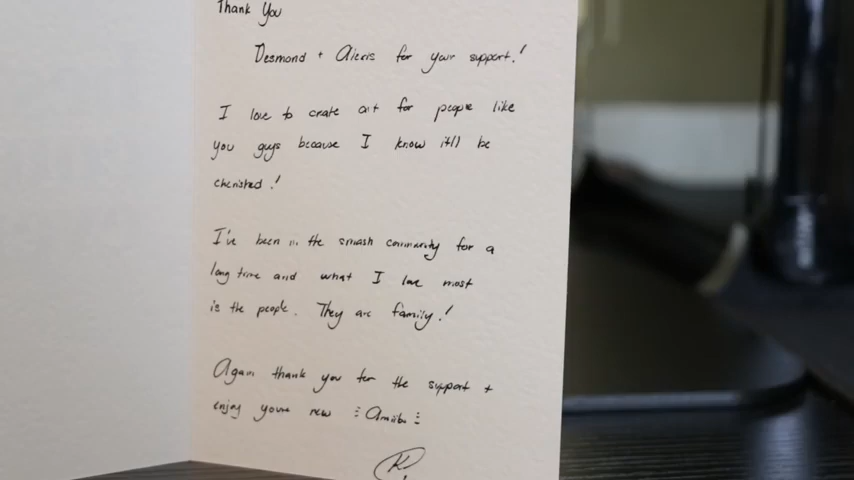 Thank You
Desmond + Alexis for your support!
I love to crate art for people like
you guys because I know it'll be
cherished!
I've been in the smash community for a
long time and what I love most
is the people. They are family!
Again thank you for the support +
enjoy youre new Amiibo
K